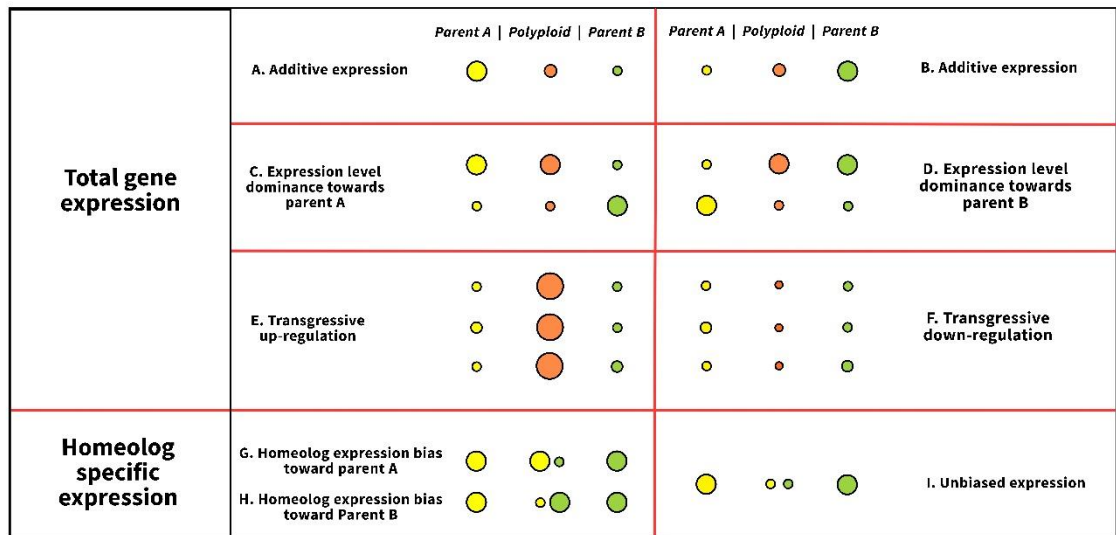 Parent A | Polyploid | Parent B
Parent A | Polyploid | Parent B
A. Additive expression
B. Additive expression
Total gene
expression
C. Expression level
dominance towards
parent A
D. Expression level
dominance towards
parent B
E. Transgressive
up-regulation
F. Transgressive
down-regulation
Homeolog
specific
expression
G. Homeolog expression bias
toward parent A
H. Homeolog expression bias
toward Parent B
I. Unbiased expression